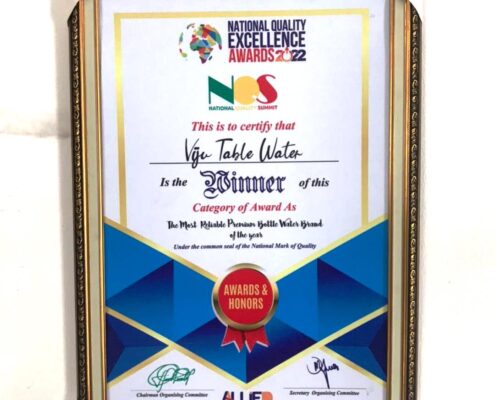 NATIONAL QUALITY
EXCELLENCE
AWARDS 2022
NQS
NATIONAL QUALITY SUMMIT
This is to certify that
Viju Table Water
Is the Winner of this
Category of Award As
The Most Reliable Premium Bottle Water Brand
of the year
Under the common seal of the National Mark of Quality
AWARDS &
HONORS
Chairman Organising Committee
Secretary Organising Committee
ALLIED